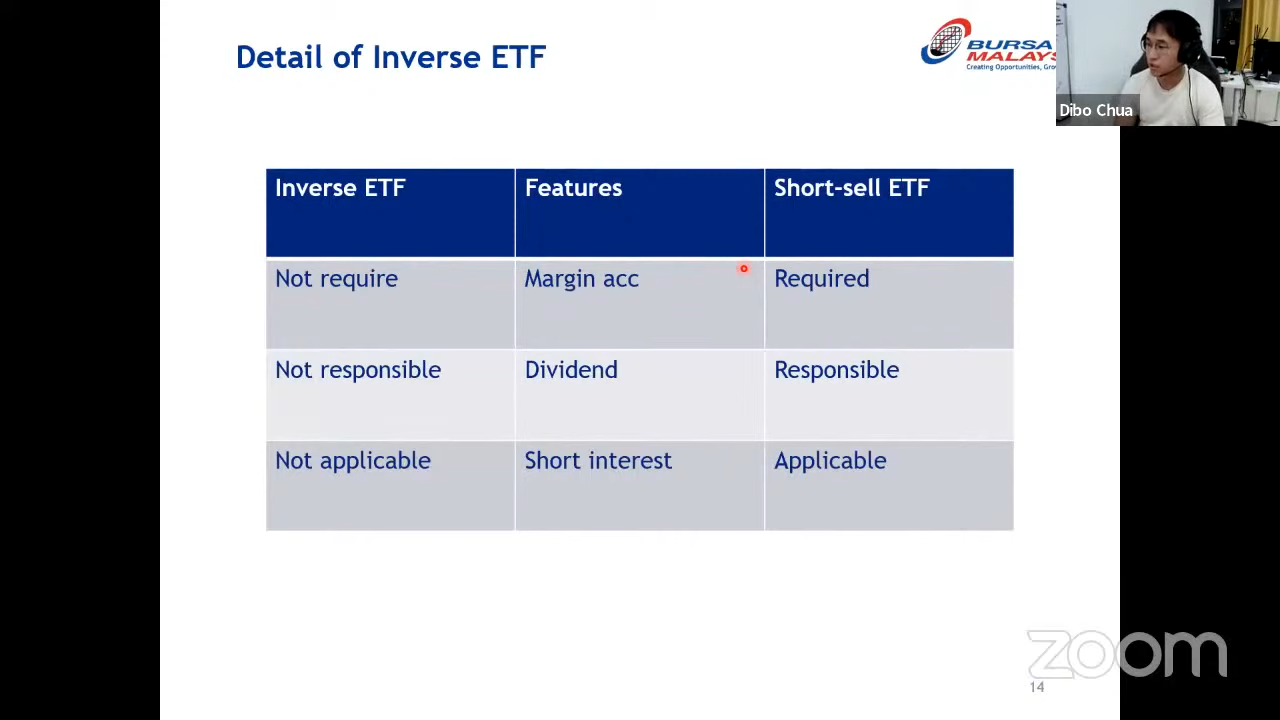 Detail of Inverse ETF
BURSA
MALAYS
Creating Opportunities, Gro
Dibo Chua
Inverse ETF Features Short-sell ETF
Not require Margin acc Required
Not responsible Dividend Responsible
Not applicable Short interest Applicable
zoom
14